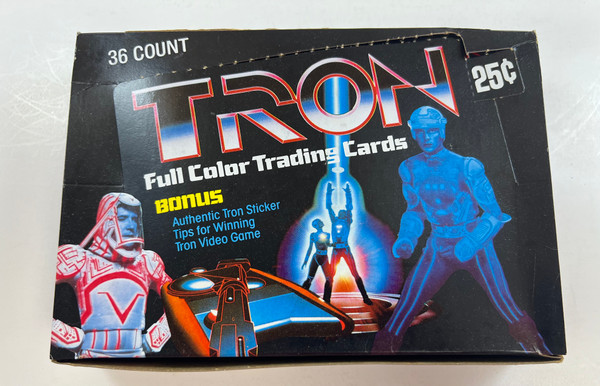 36 COUNT
TRON
25¢
Full Color Trading Cards
BONUS
Authentic Tron Sticker
Tips for Winning
Tron Video Game